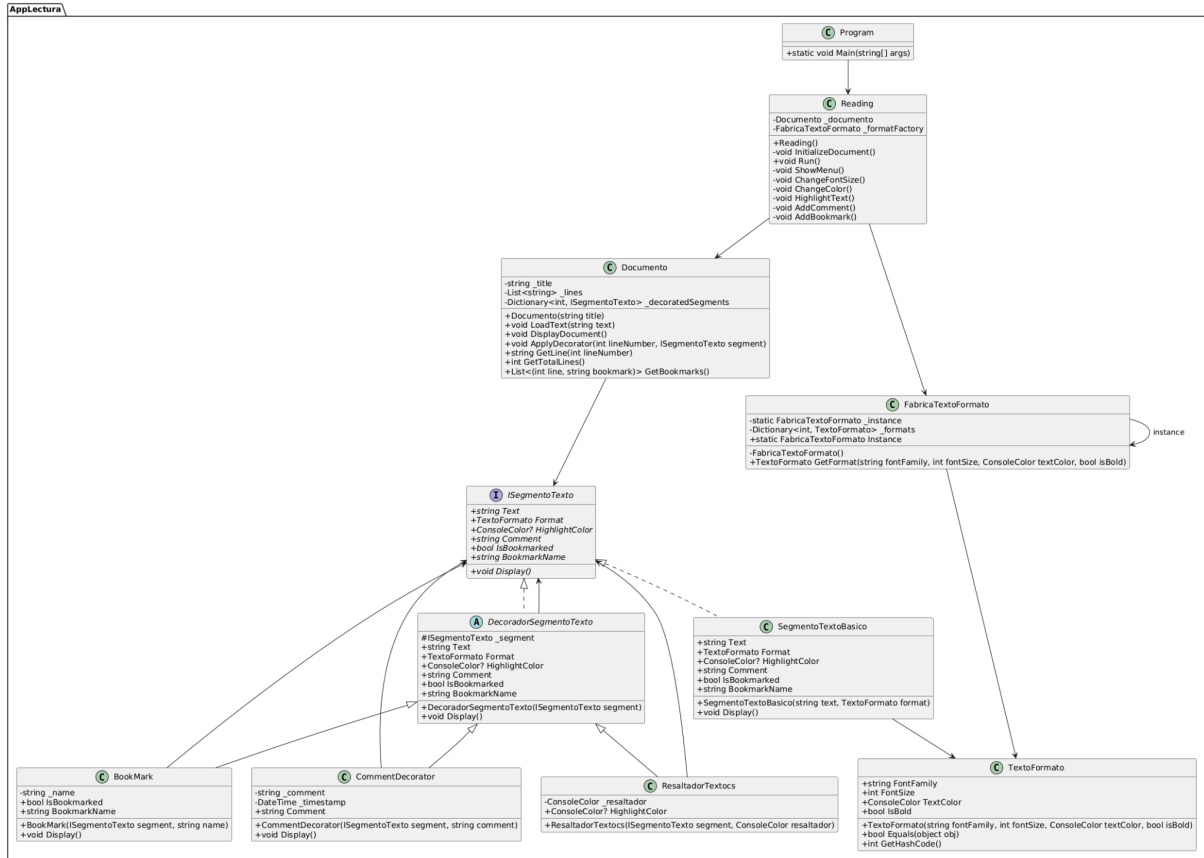 AppLectura
C Program
+static void Main(string[] args)
C Reading
-Documento _documento
-FabricaTextoFormato _formatFactory
+Reading()
-void InitializeDocument()
+void Run()
-void ShowMenu()
-void ChangeFontSize()
-void ChangeColor()
-void HighlightText()
-void AddComment()
-void AddBookmark()
C Documento
-string _title
-List<string> _lines
-Dictionary<int, ISegmentoTexto> _decoratedSegments
+Documento(string title)
+void LoadText(string text)
+void DisplayDocument()
+void ApplyDecorator(int lineNumber, ISegmentoTexto segment)
+string GetLine(int lineNumber)
+int GetTotalLines()
+List<(int line, string bookmark)> GetBookmarks()
C FabricaTextoFormato
-static FabricaTextoFormato _instance
-Dictionary<int, TextoFormato> _formats
+static FabricaTextoFormato Instance
-FabricaTextoFormato()
+TextoFormato GetFormat(string fontFamily, int fontSize, ConsoleColor textColor, bool isBold)
instance
I ISegmentoTexto
+string Text
+TextoFormato Format
+ConsoleColor? HighlightColor
+string Comment
+bool IsBookmarked
+string BookmarkName
+void Display()
A DecoradorSegmentoTexto
#ISegmentoTexto _segment
+string Text
+TextoFormato Format
+ConsoleColor? HighlightColor
+string Comment
+bool IsBookmarked
+string BookmarkName
+DecoradorSegmentoTexto(ISegmentoTexto segment)
+void Display()
C SegmentoTextoBasico
+string Text
+TextoFormato Format
+ConsoleColor? HighlightColor
+string Comment
+bool IsBookmarked
+string BookmarkName
+SegmentoTextoBasico(string text, TextoFormato format)
+void Display()
C BookMark
-string _name
+bool IsBookmarked
+string BookmarkName
+BookMark(ISegmentoTexto segment, string name)
+void Display()
C CommentDecorator
-string _comment
-DateTime _timestamp
+string Comment
+CommentDecorator(ISegmentoTexto segment, string comment)
+void Display()
C ResaltadorTextocs
-ConsoleColor _resaltador
+ConsoleColor? HighlightColor
+ResaltadorTextocs(ISegmentoTexto segment, ConsoleColor resaltador)
C TextoFormato
+string FontFamily
+int FontSize
+ConsoleColor TextColor
+bool IsBold
+TextoFormato(string fontFamily, int fontSize, ConsoleColor textColor, bool isBold)
+bool Equals(object obj)
+int GetHashCode()